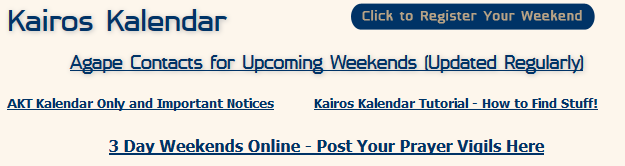 Kairos Kalendar
Click to Register Your Weekend
Agape Contacts for Upcoming Weekends (Updated Regularly)
AKT Kalendar Only and Important Notices
Kairos Kalendar Tutorial - How to Find Stuff!
3 Day Weekends Online - Post Your Prayer Vigils Here